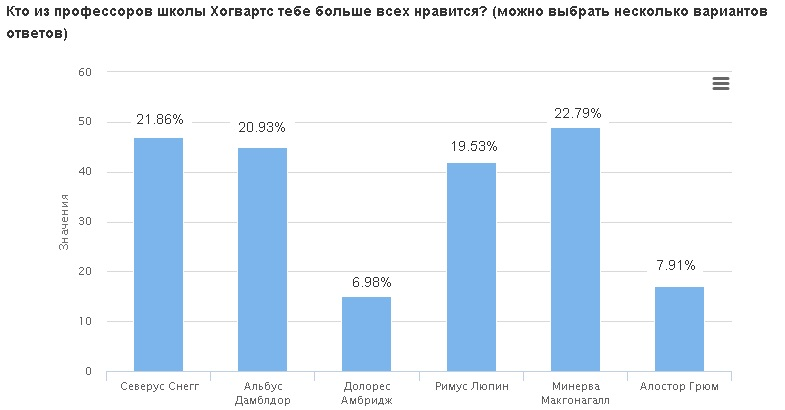 Кто из профессоров школы Хогвартс тебе больше всех нравится? (можно выбрать несколько вариантов
ответов)
60
50
40
30
20
10
0
Значения
21.86%
20.93%
6.98%
19.53%
22.79%
7.91%
Северус Снегг
Альбус
Дамблдор
Долорес
Амбридж
Римус Люпин
Минерва
Макгонагалл
Алостор Грюм